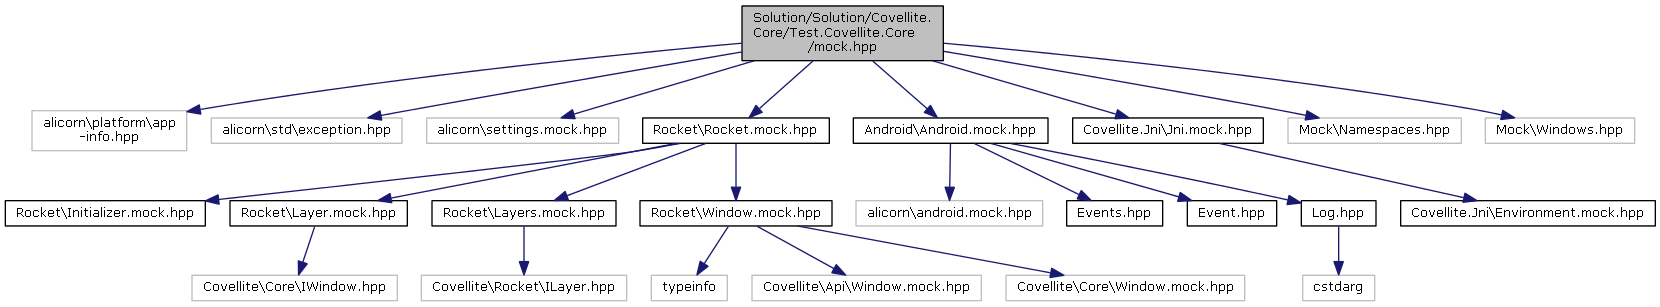 Solution/Solution/Covellite.
Core/Test.Covellite.Core
/mock.hpp
alicorn\platform\app
-info.hpp
alicorn\std\exception.hpp
alicorn\settings.mock.hpp
Rocket\Rocket.mock.hpp
Android\Android.mock.hpp
Covellite.Jni\Jni.mock.hpp
Mock\Namespaces.hpp
Mock\Windows.hpp
Rocket\Initializer.mock.hpp
Rocket\Layer.mock.hpp
Rocket\Layers.mock.hpp
Rocket\Window.mock.hpp
alicorn\android.mock.hpp
Events.hpp
Event.hpp
Log.hpp
Covellite.Jni\Environment.mock.hpp
Covellite\Core\IWindow.hpp
Covellite\Rocket\ILayer.hpp
typeinfo
Covellite\Api\Window.mock.hpp
Covellite\Core\Window.mock.hpp
cstdarg